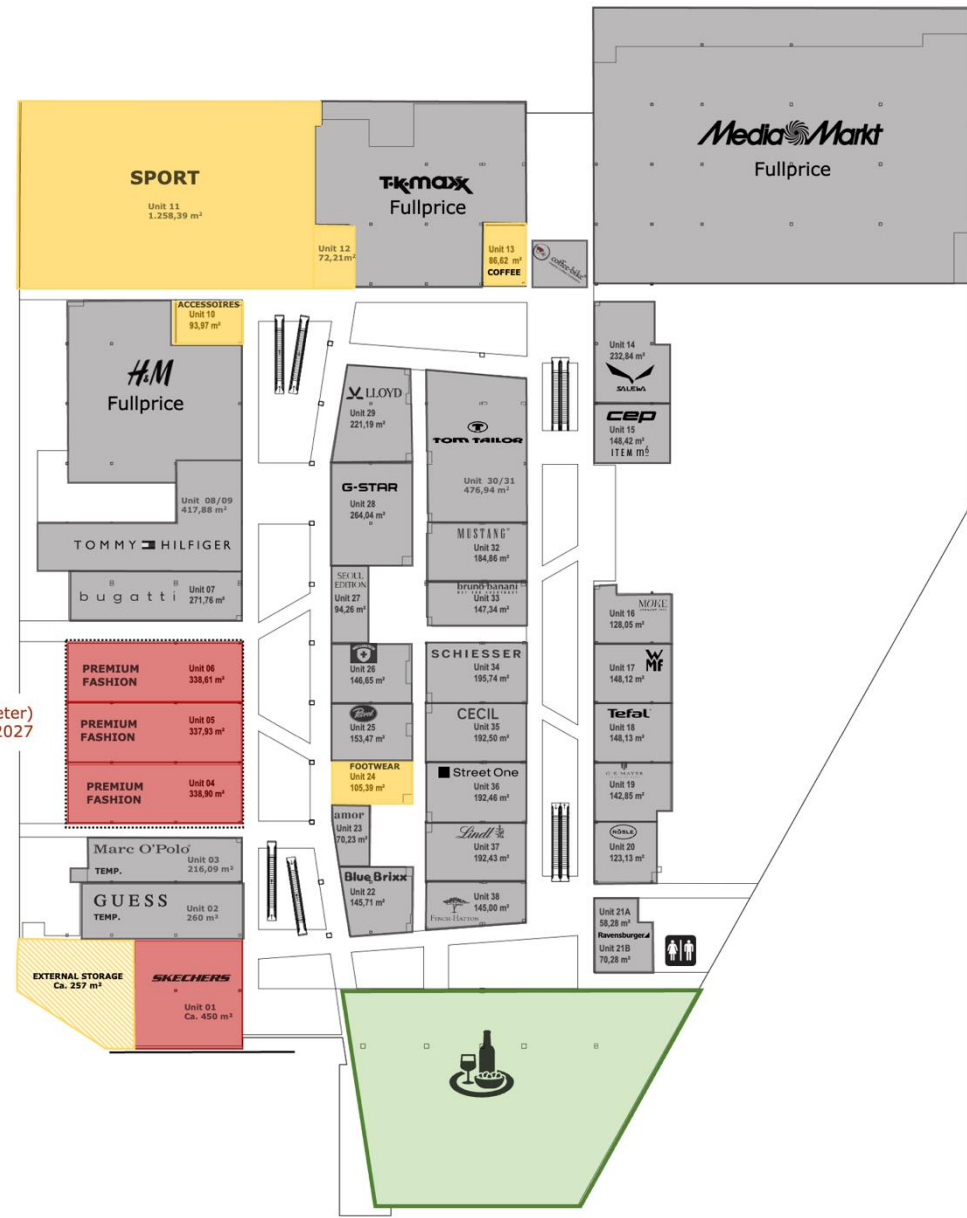 MediaMarkt
Fullprice
SPORT
Unit 11
1.258,39 m²
T·K·maxx
Fullprice
Unit 12
72,21m²
Unit 13
86,62 m²
COFFEE
coffee-bike
ACCESSOIRES
Unit 10
93,97 m²
H&M
Fullprice
Unit 14
232,84 m²
SALEWA
cep
Unit 15
148,42 m²
ITEM m6
LLOYD
Unit 29
221,19 m²
TOM TAILOR
Unit 30/31
476,94 m²
G-STAR
Unit 28
264,04 m²
Unit 08/09
417,88 m²
TOMMY HILFIGER
MUSTANG
Unit 32
184,86 m²
SEOUL
EDITION
Unit 27
94,26 m²
bruno banani
Unit 33
147,34 m²
bugatti
Unit 07
271,76 m²
MOKE
Unit 16
128,05 m²
PREMIUM
FASHION
Unit 06
338,61 m²
Unit 26
146,65 m²
SCHIESSER
Unit 34
195,74 m²
WMF
Unit 17
148,12 m²
eter)
2027
PREMIUM
FASHION
Unit 05
337,93 m²
Unit 25
153,47 m²
CECIL
Unit 35
192,50 m²
Tefal
Unit 18
148,13 m²
PREMIUM
FASHION
Unit 04
338,90 m²
FOOTWEAR
Unit 24
105,39 m²
Street One
Unit 36
192,46 m²
Unit 19
142,85 m²
amor
Unit 23
70,23 m²
Lindt
Unit 37
192,43 m²
RÖSLE
Unit 20
123,13 m²
Marc O'Polo
Unit 03
216,09 m²
TEMP.
Blue Brixx
Unit 22
145,71 m²
Unit 38
145,00 m²
FYNCH-HATTON
GUESS
TEMP.
Unit 02
260 m²
Unit 21A
58,28 m²
Ravensburger
Unit 21B
70,28 m²
EXTERNAL STORAGE
Ca. 257 m²
SKECHERS
Unit 01
Ca. 450 m²